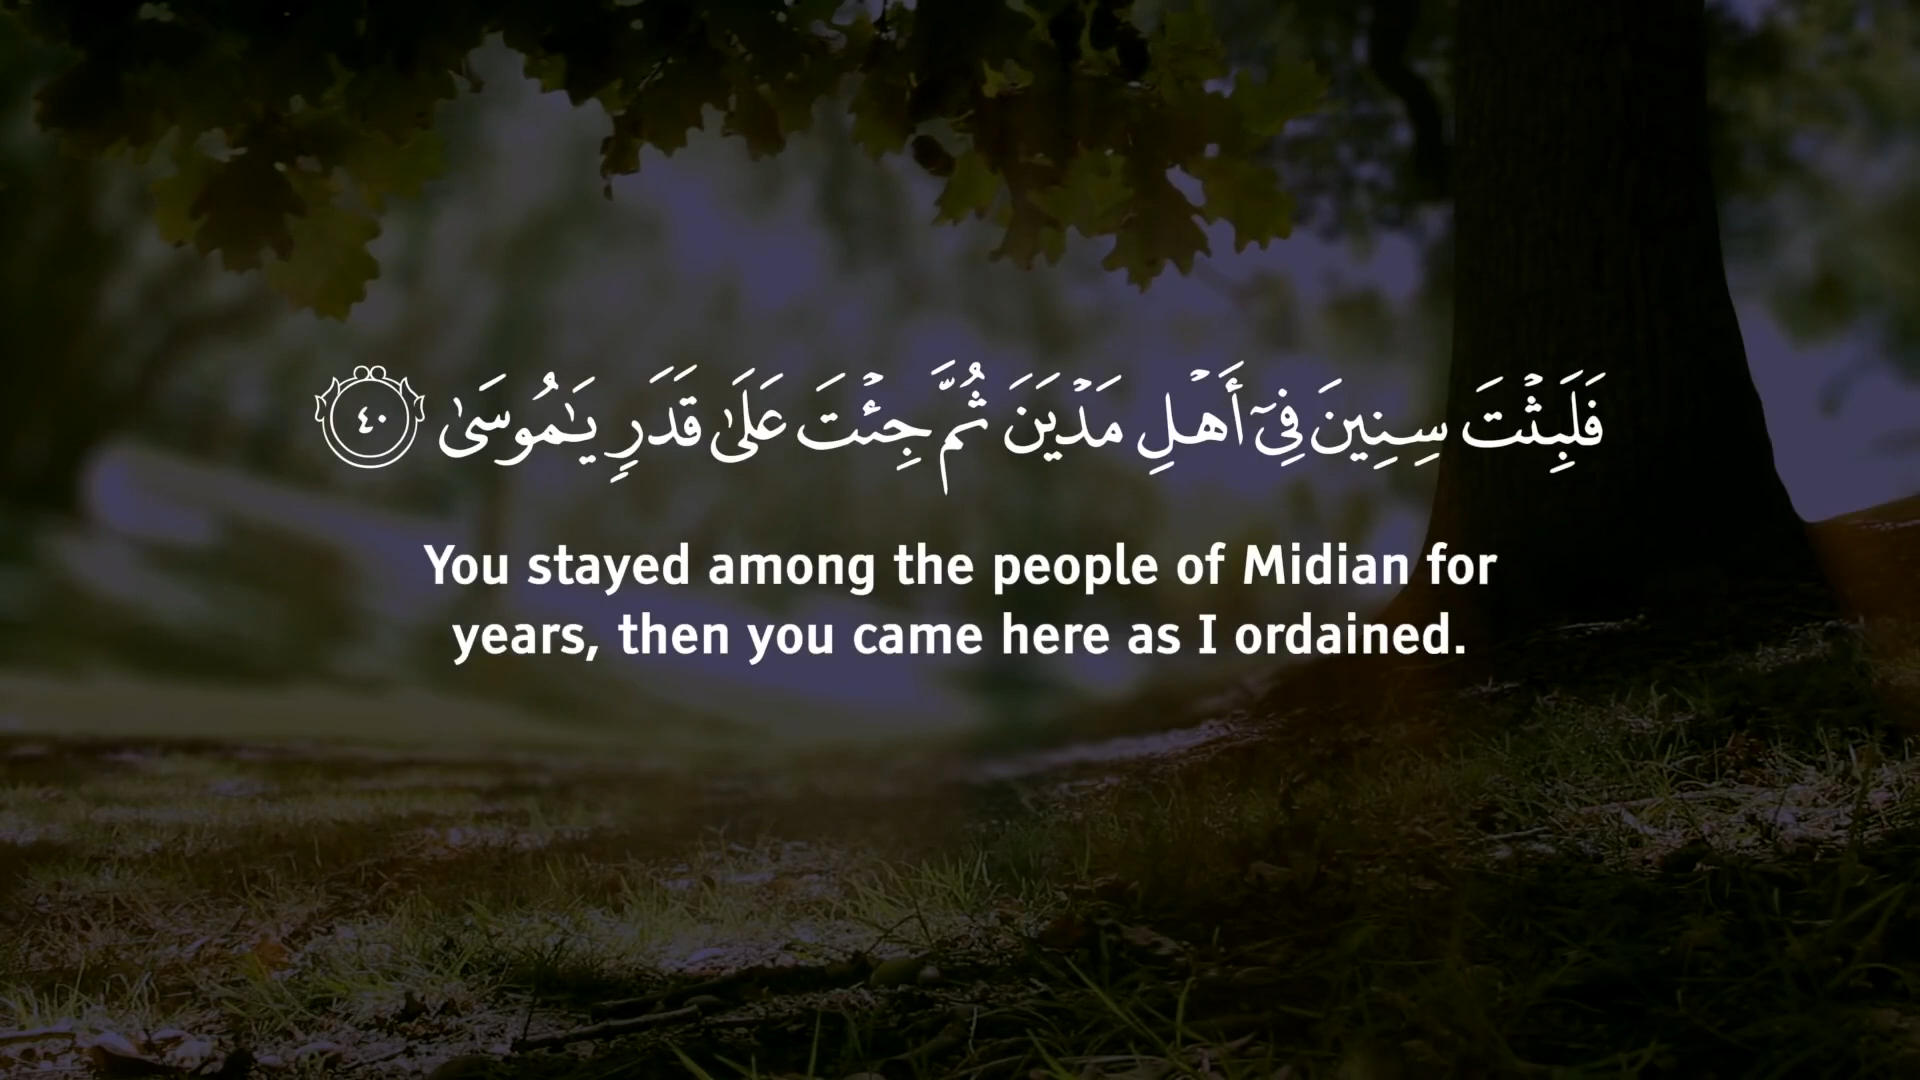 فَلَبِثْتَ سِنِينَ فِىٓ أَهْلِ مَدْيَنَ ثُمَّ جِئْتَ عَلَىٰ قَدَرٍ يَـٰمُوسَىٰ ٤٠
You stayed among the people of Midian for
years, then you came here as I ordained.